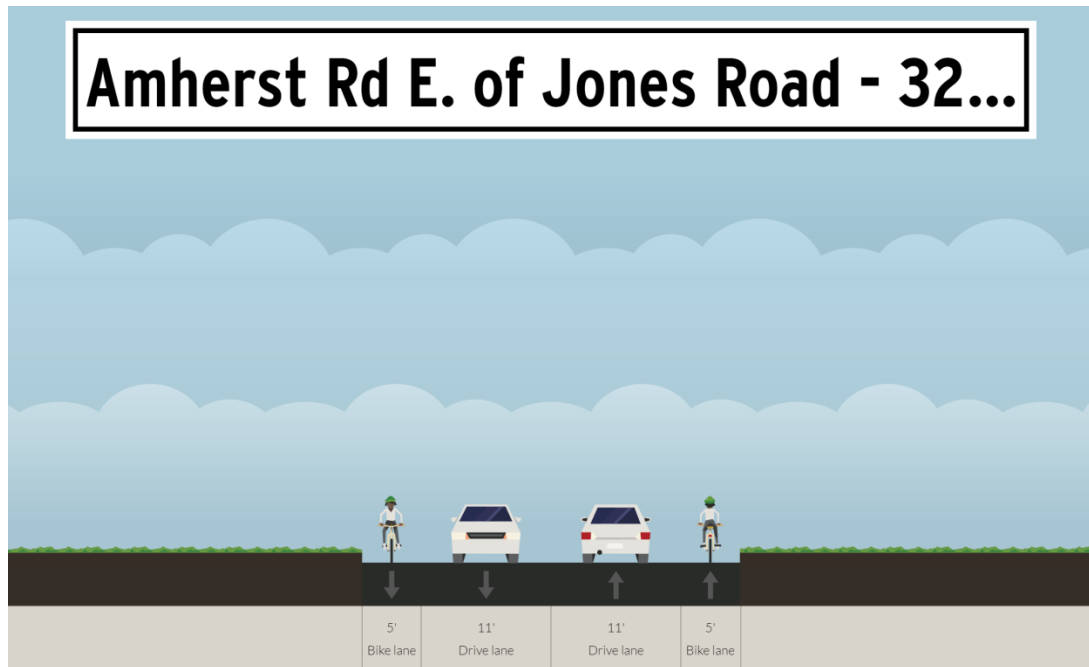 Amherst Rd E. of Jones Road - 32...
5' 11' 11' 5'
Bike lane Drive lane Drive lane Bike lane